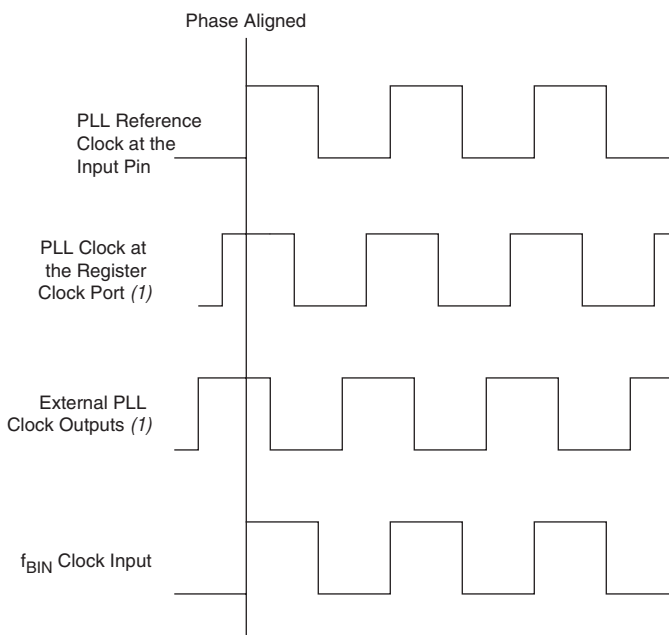 Phase Aligned
PLL Reference
Clock at the
Input Pin
PLL Clock at
the Register
Clock Port (1)
External PLL
Clock Outputs (1)
fBIN Clock Input